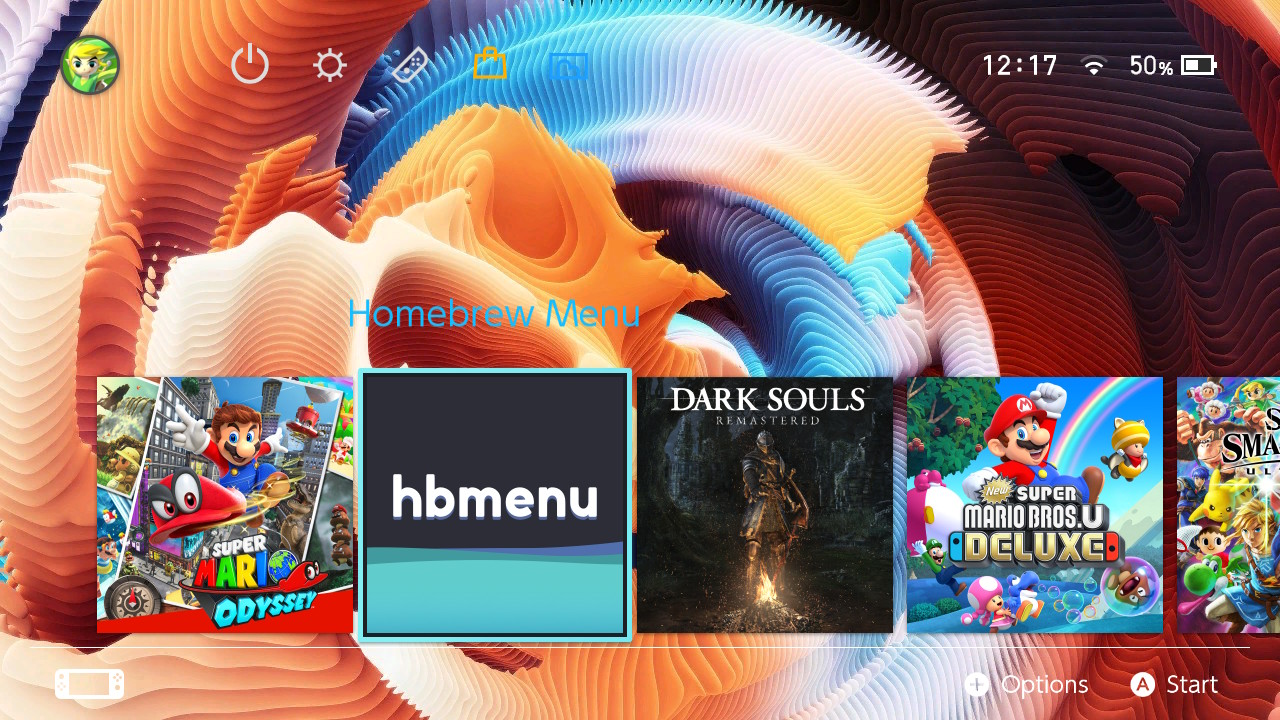 12:17
50%
Homebrew Menu
SUPER
MARIO
ODYSSEY
hbmenu
DARK SOULS
REMASTERED
New
SUPER
MARIO BROS.U
DELUXE
S
SMA
UL
+ Options
A Start